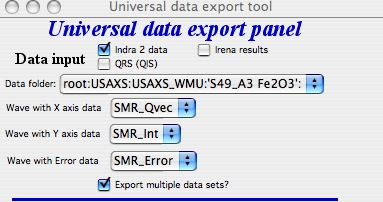 Universal data export tool
Universal data export panel
Data input Indra 2 data Irena results
QRS (QIS)
Data folder: root:USAXS:USAXS_WMU:'S49_A3 Fe2O3':
Wave with X axis data SMR_Qvec
Wave with Y axis data SMR_Int
Wave with Error data SMR_Error
Export multiple data sets?